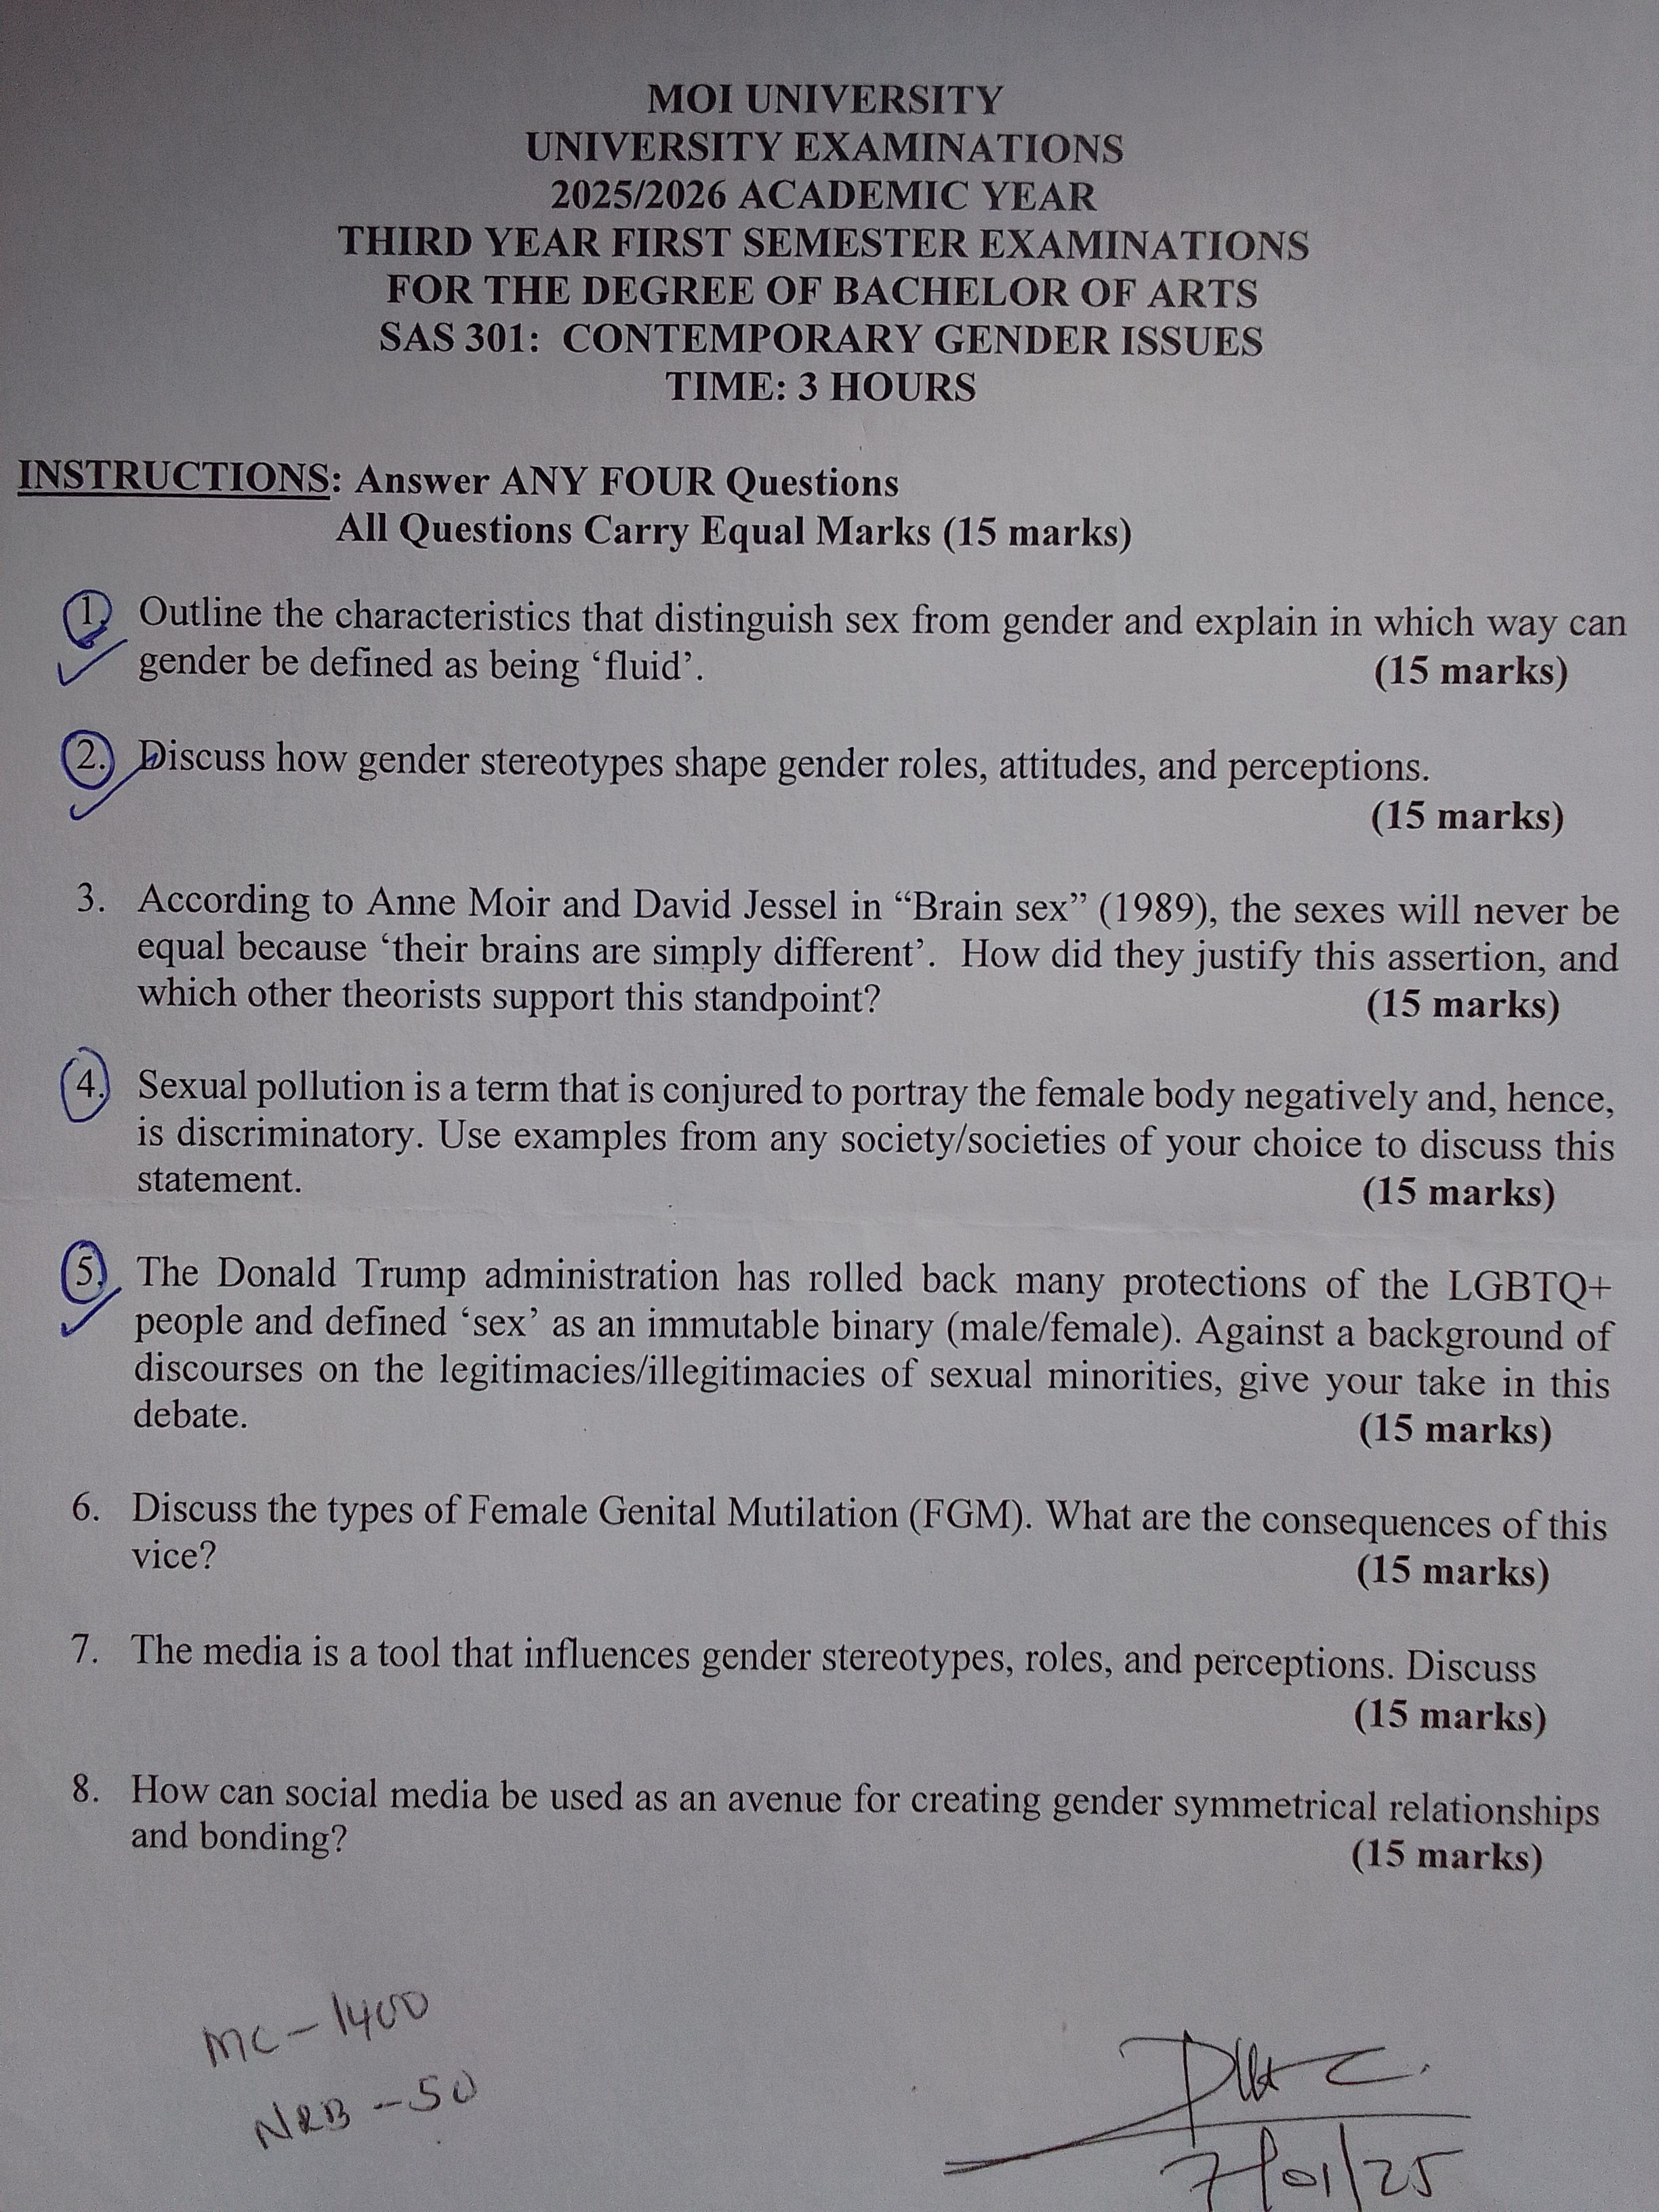 MOI UNIVERSITY
UNIVERSITY EXAMINATIONS
2025/2026 ACADEMIC YEAR
THIRD YEAR FIRST SEMESTER EXAMINATIONS
FOR THE DEGREE OF BACHELOR OF ARTS
SAS 301: CONTEMPORARY GENDER ISSUES
TIME: 3 HOURS
INSTRUCTIONS: Answer ANY FOUR Questions
All Questions Carry Equal Marks (15 marks)
1. Outline the characteristics that distinguish sex from gender and explain in which way can
gender be defined as being ‘fluid’. (15 marks)
2. Discuss how gender stereotypes shape gender roles, attitudes, and perceptions.
(15 marks)
3. According to Anne Moir and David Jessel in “Brain sex” (1989), the sexes will never be
equal because ‘their brains are simply different’. How did they justify this assertion, and
which other theorists support this standpoint? (15 marks)
4. Sexual pollution is a term that is conjured to portray the female body negatively and, hence,
is discriminatory. Use examples from any society/societies of your choice to discuss this
statement. (15 marks)
5. The Donald Trump administration has rolled back many protections of the LGBTQ+
people and defined ‘sex’ as an immutable binary (male/female). Against a background of
discourses on the legitimacies/illegitimacies of sexual minorities, give your take in this
debate. (15 marks)
6. Discuss the types of Female Genital Mutilation (FGM). What are the consequences of this
vice? (15 marks)
7. The media is a tool that influences gender stereotypes, roles, and perceptions. Discuss
(15 marks)
8. How can social media be used as an avenue for creating gender symmetrical relationships
and bonding? (15 marks)
MC - 1400
NRB - 50
7/01/25